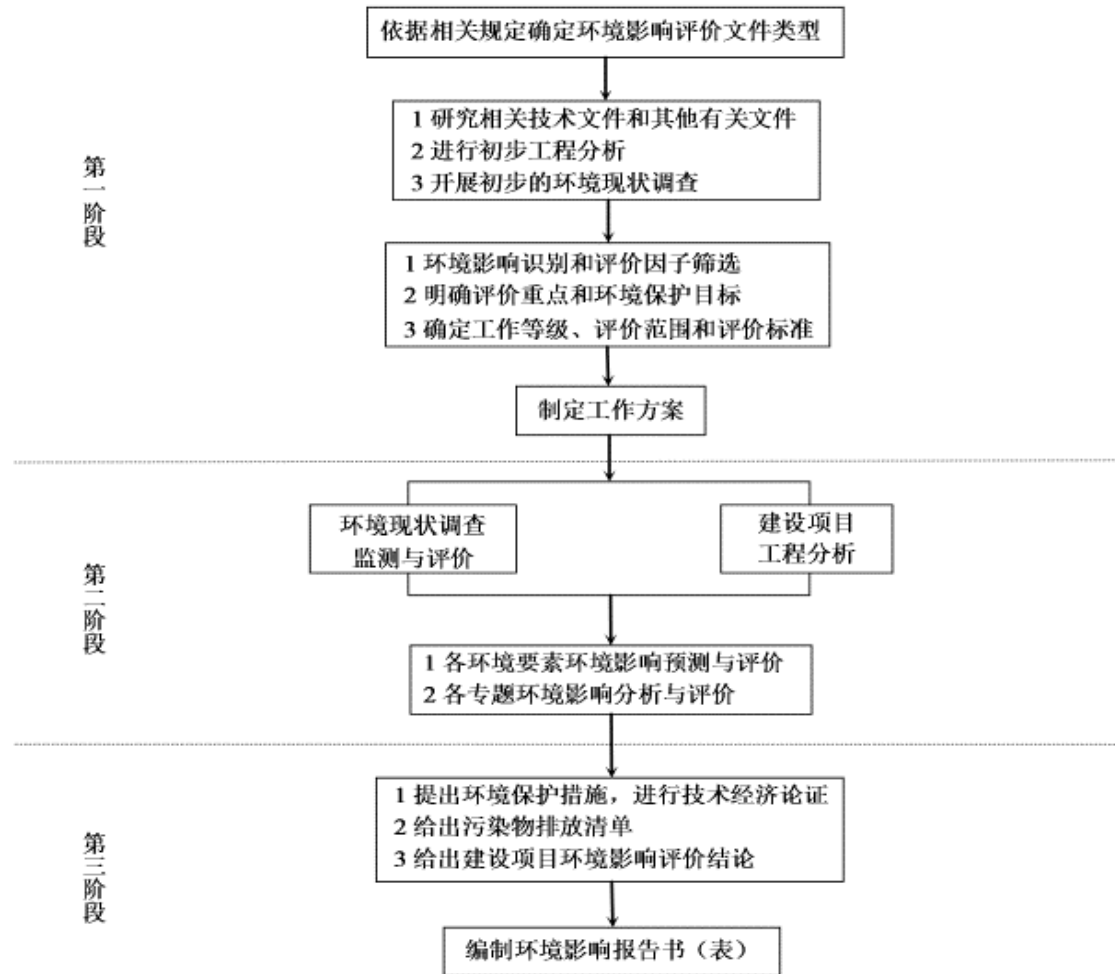 依据相关规定确定环境影响评价文件类型
1 研究相关技术文件和其他有关文件
2 进行初步工程分析
3 开展初步的环境现状调查
第一阶段
1 环境影响识别和评价因子筛选
2 明确评价重点和环境保护目标
3 确定工作等级、评价范围和评价标准
制定工作方案
环境现状调查
监测与评价
建设项目
工程分析
第二阶段
1 各环境要素环境影响预测与评价
2 各专题环境影响分析与评价
1 提出环境保护措施，进行技术经济论证
2 给出污染物排放清单
3 给出建设项目环境影响评价结论
第三阶段
编制环境影响报告书（表）